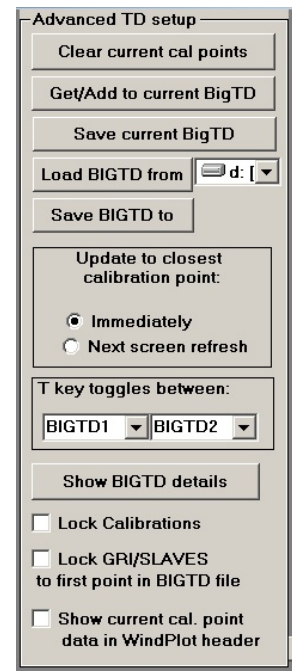 Advanced TD setup
Clear current cal points
Get/Add to current BigTD
Save current BigTD
Load BIGTD from
d: [
Save BIGTD to
Update to closest
calibration point:
Immediately
Next screen refresh
T key toggles between:
BIGTD1 BIGTD2
Show BIGTD details
Lock Calibrations
Lock GRI/SLAVES
to first point in BIGTD file
Show current cal. point
data in WindPlot header